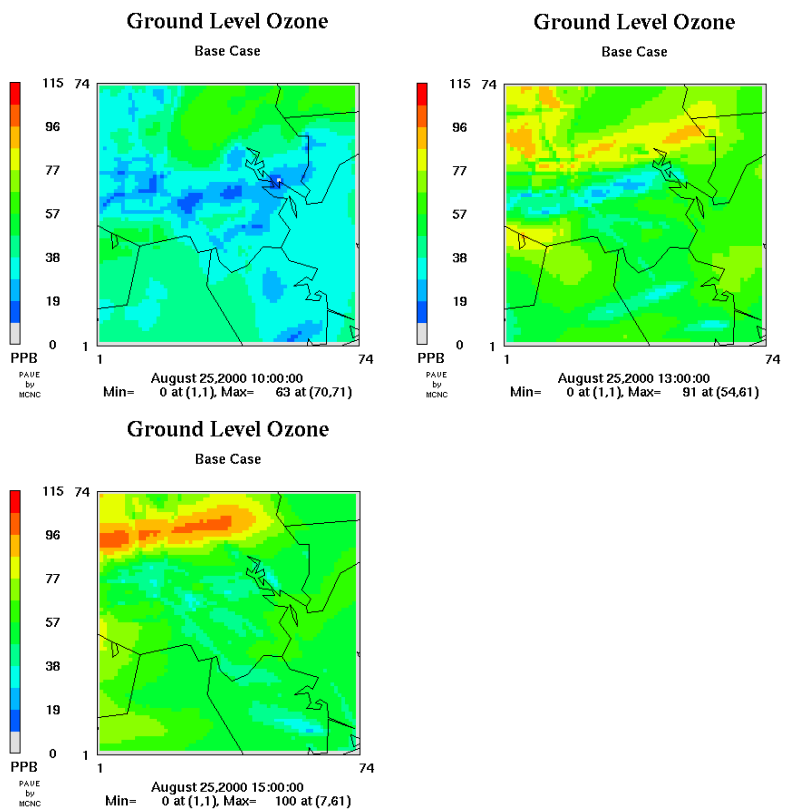 Ground Level Ozone
Base Case
115
96
77
57
38
19
0
PPB
PAVE
by
MCNC
74
1
1
74
August 25,2000 10:00:00
Min= 0 at (1,1), Max= 63 at (70,71)
Ground Level Ozone
Base Case
115
96
77
57
38
19
0
PPB
PAVE
by
MCNC
74
1
1
74
August 25,2000 13:00:00
Min= 0 at (1,1), Max= 91 at (54,61)
Ground Level Ozone
Base Case
115
96
77
57
38
19
0
PPB
PAVE
by
MCNC
74
1
1
74
August 25,2000 15:00:00
Min= 0 at (1,1), Max= 100 at (7,61)